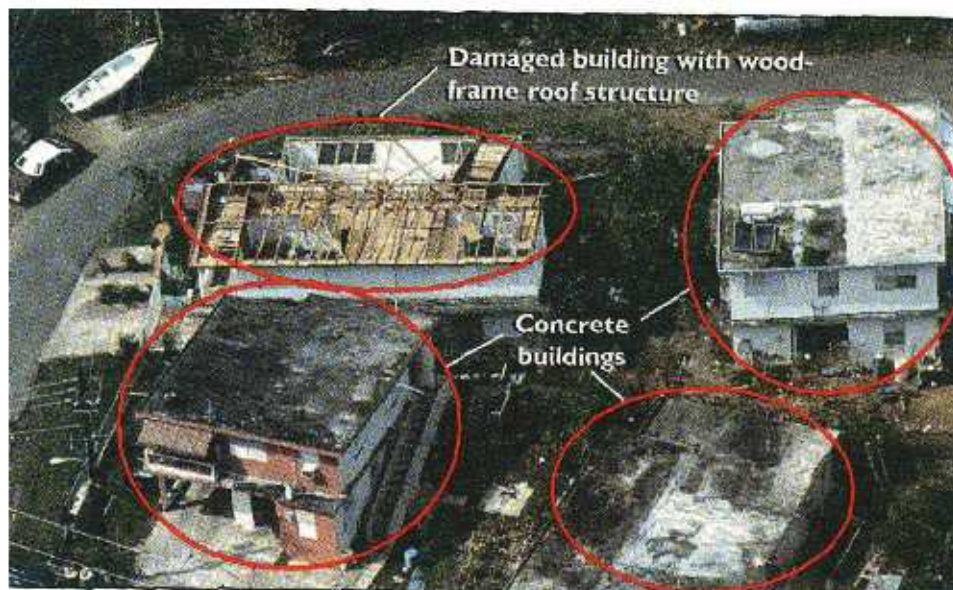 Damaged building with wood-
frame roof structure
Concrete
buildings